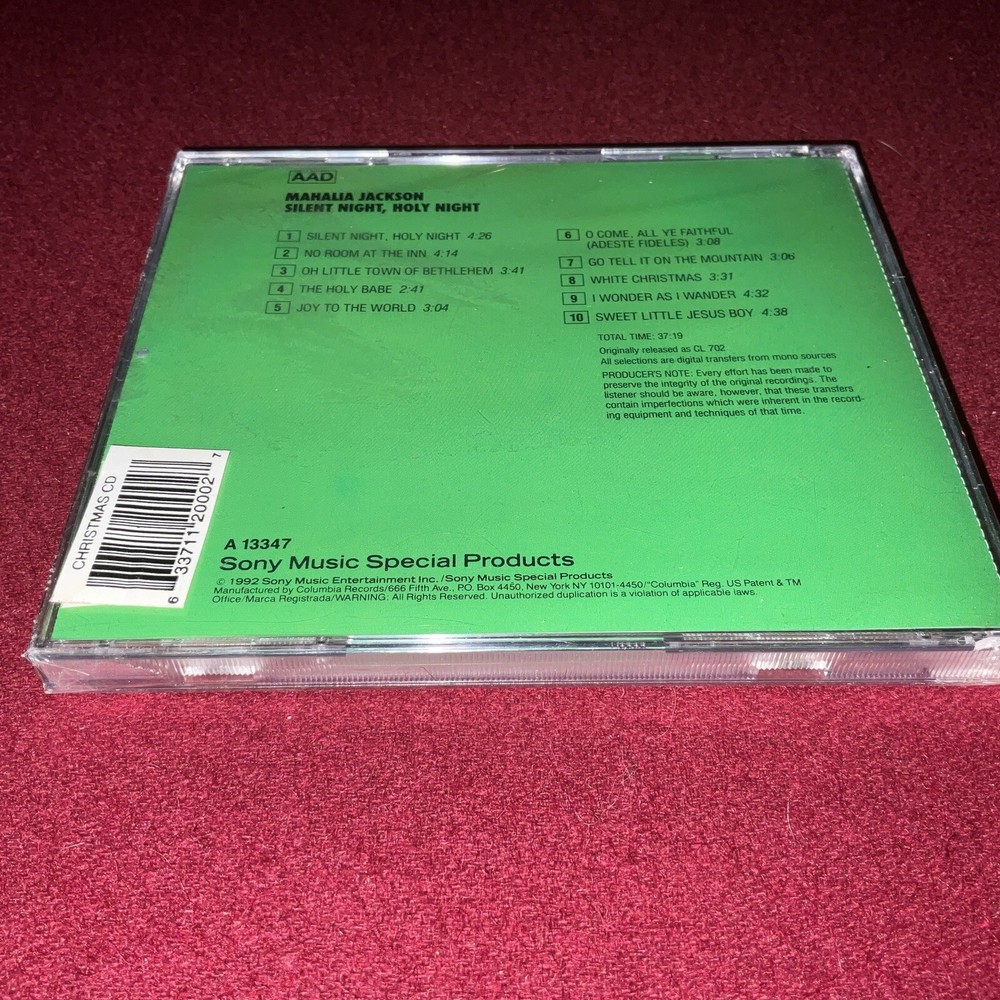 AAD
MAHALIA JACKSON
SILENT NIGHT, HOLY NIGHT
1 SILENT NIGHT, HOLY NIGHT 4:26
2 NO ROOM AT THE INN 4:14
3 OH LITTLE TOWN OF BETHLEHEM 3:41
4 THE HOLY BABE 2:41
5 JOY TO THE WORLD 3:04
6 O COME, ALL YE FAITHFUL
(ADESTE FIDELES) 3:08
7 GO TELL IT ON THE MOUNTAIN 3:06
8 WHITE CHRISTMAS 3:31
9 I WONDER AS I WANDER 4:32
10 SWEET LITTLE JESUS BOY 4:38
TOTAL TIME: 37:19
Originally released as CL 702
All selections are digital transfers from mono sources
PRODUCER'S NOTE: Every effort has been made to
preserve the integrity of the original recordings. The
listener should be aware, however, that these transfers
contain imperfections which were inherent in the record-
ing equipment and techniques of that time.
CHRISTMAS CD
6 33711 20002 7
A 13347
Sony Music Special Products
© 1992 Sony Music Entertainment Inc./Sony Music Special Products
Manufactured by Columbia Records/666 Fifth Ave., P.O. Box 4450, New York NY 10101-4450/"Columbia" Reg. US Patent & TM
Office/Marca Registrada/WARNING: All Rights Reserved. Unauthorized duplication is a violation of applicable laws.